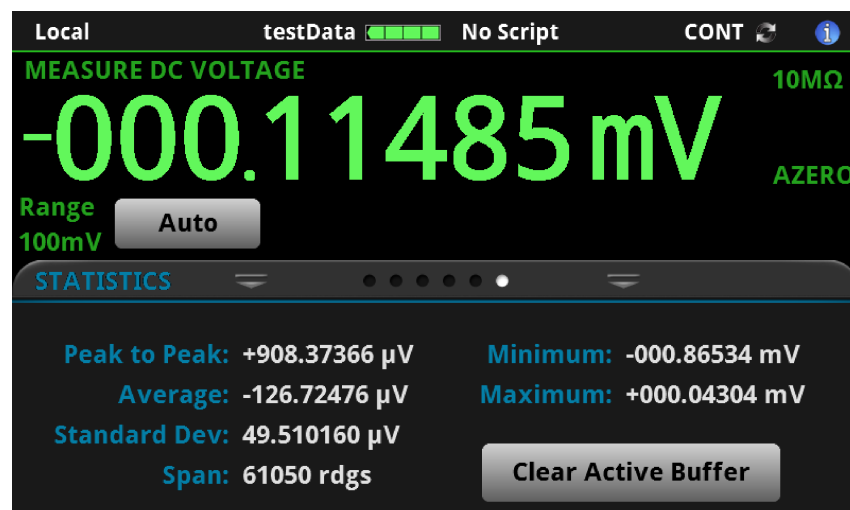 Local testData No Script CONT i
MEASURE DC VOLTAGE
10MΩ
-000.11485 mV
AZERO
Range
100mV
Auto
STATISTICS
Peak to Peak: +908.37366 µV
Minimum: -000.86534 mV
Average: -126.72476 µV
Maximum: +000.04304 mV
Standard Dev: 49.510160 µV
Span: 61050 rdgs
Clear Active Buffer